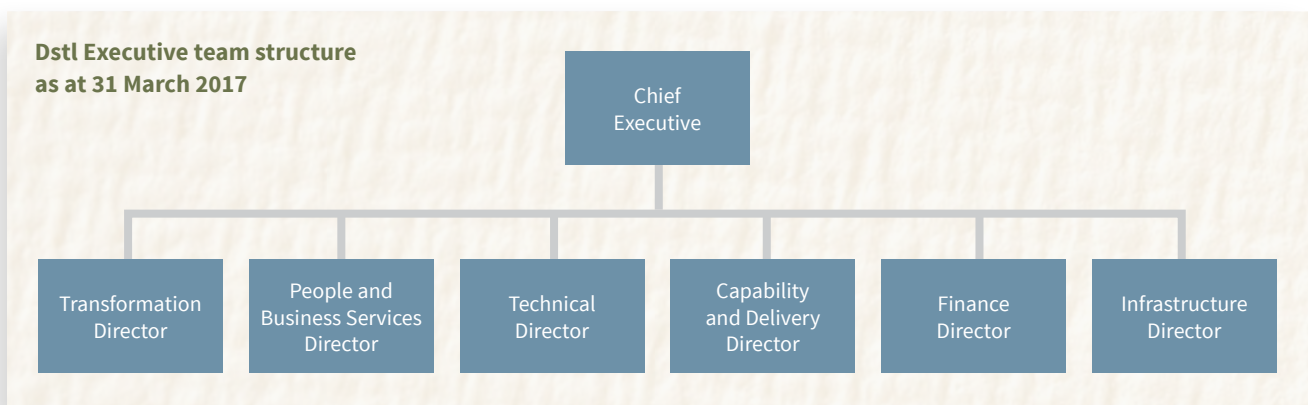 Dstl Executive team structure
as at 31 March 2017
Chief
Executive
Transformation
Director
People and
Business Services
Director
Technical
Director
Capability
and Delivery
Director
Finance
Director
Infrastructure
Director